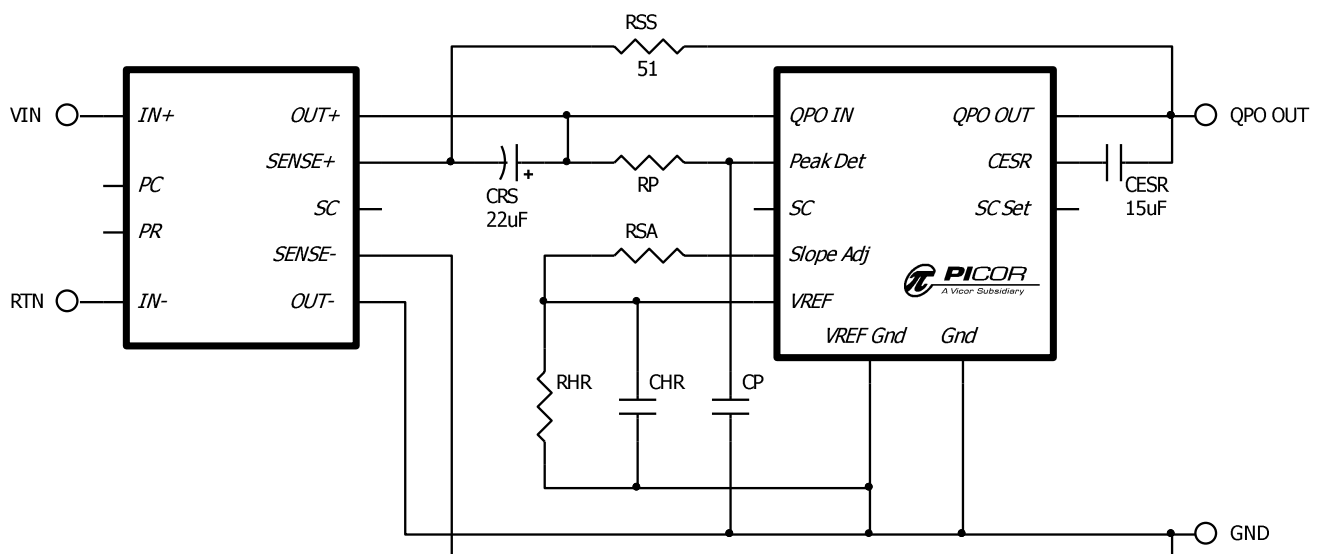 RSS
51
VIN
IN+
OUT+
QPO IN
QPO OUT
QPO OUT
SENSE+
Peak Det
CESR
PC
CRS
22uF
+
RP
CESR
15uF
SC
SC
SC Set
PR
RSA
SENSE-
Slope Adj
π PICOR
A Vicor Subsidiary
RTN
IN-
OUT-
VREF
VREF Gnd
Gnd
RHR
CHR
CP
GND